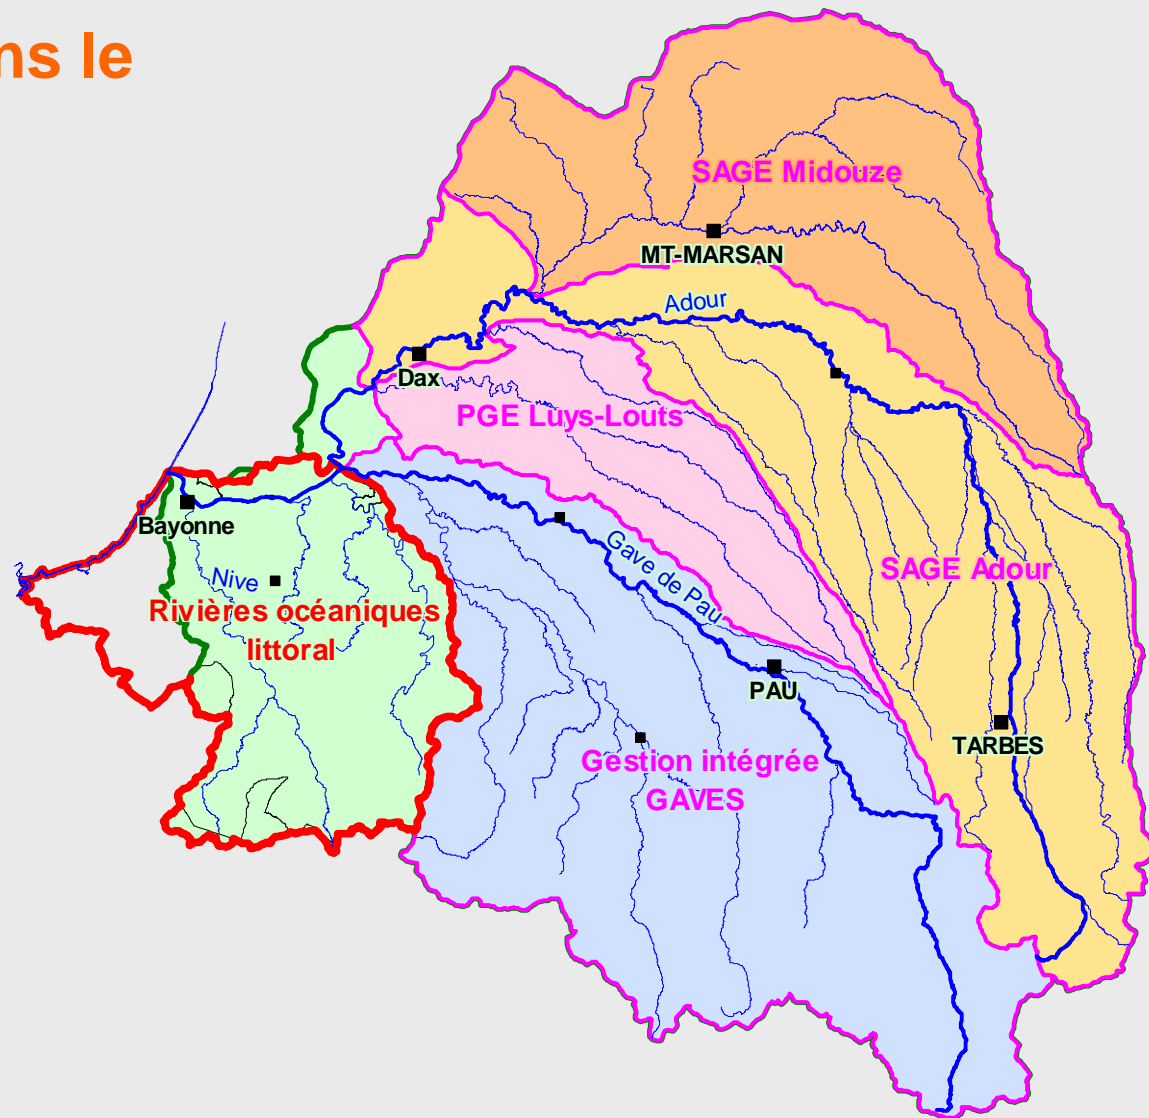 ns le
SAGE Midouze
MT-MARSAN
Adour
Dax
PGE Luys-Louts
Bayonne
Gave de Pau
Nive
SAGE Adour
Rivières océaniques
littoral
PAU
TARBES
Gestion intégrée
GAVES